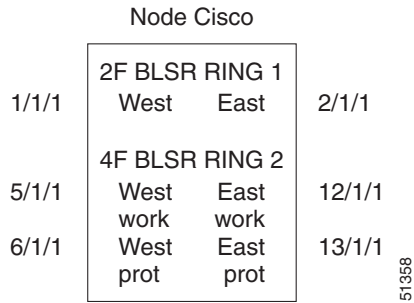 Node Cisco
2F BLSR RING 1
1/1/1 West East 2/1/1
4F BLSR RING 2
5/1/1 West East 12/1/1
work work
6/1/1 West East 13/1/1
prot prot
51358